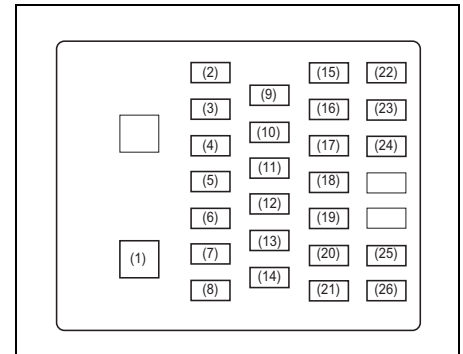 (2) (15) (22)
(9)
(3) (16) (23)
(10)
(4) (17) (24)
(11)
(5) (18)
(12)
(6) (19)
(13)
(1) (7) (20) (25)
(14)
(8) (21) (26)